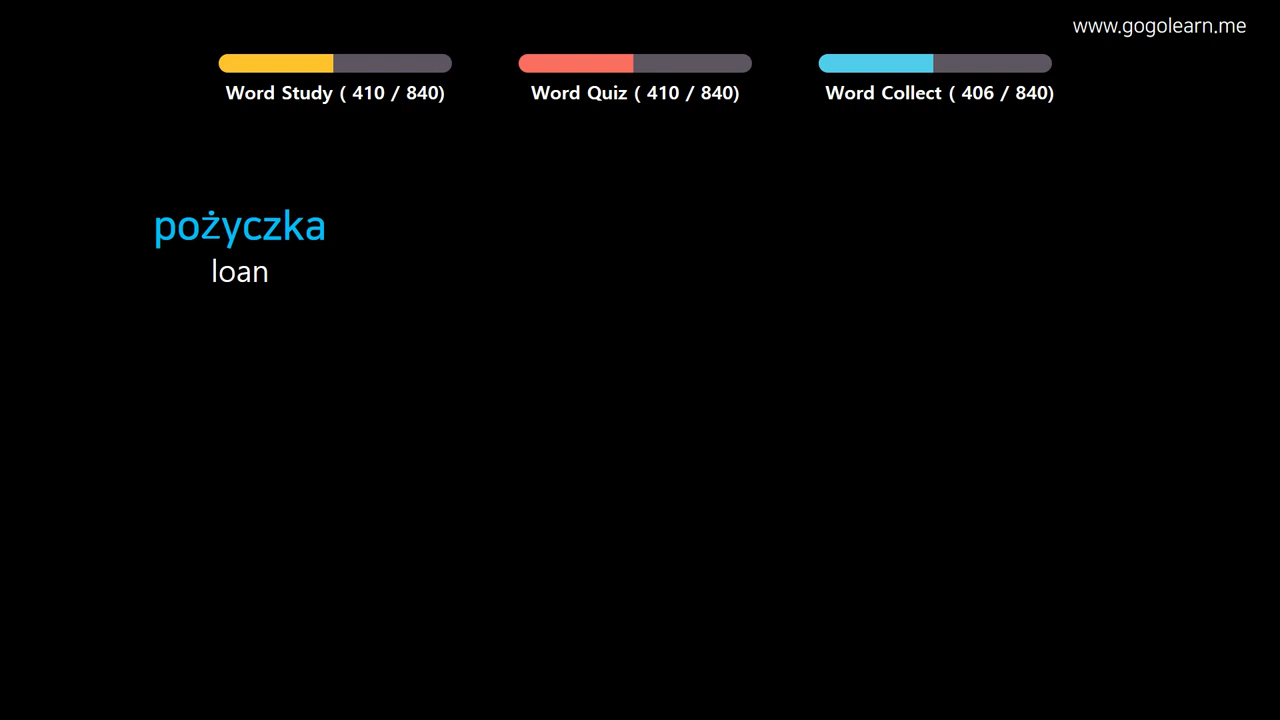 www.gogolearn.me
Word Study ( 410 / 840)
Word Quiz ( 410 / 840)
Word Collect ( 406 / 840)
pożyczka
loan